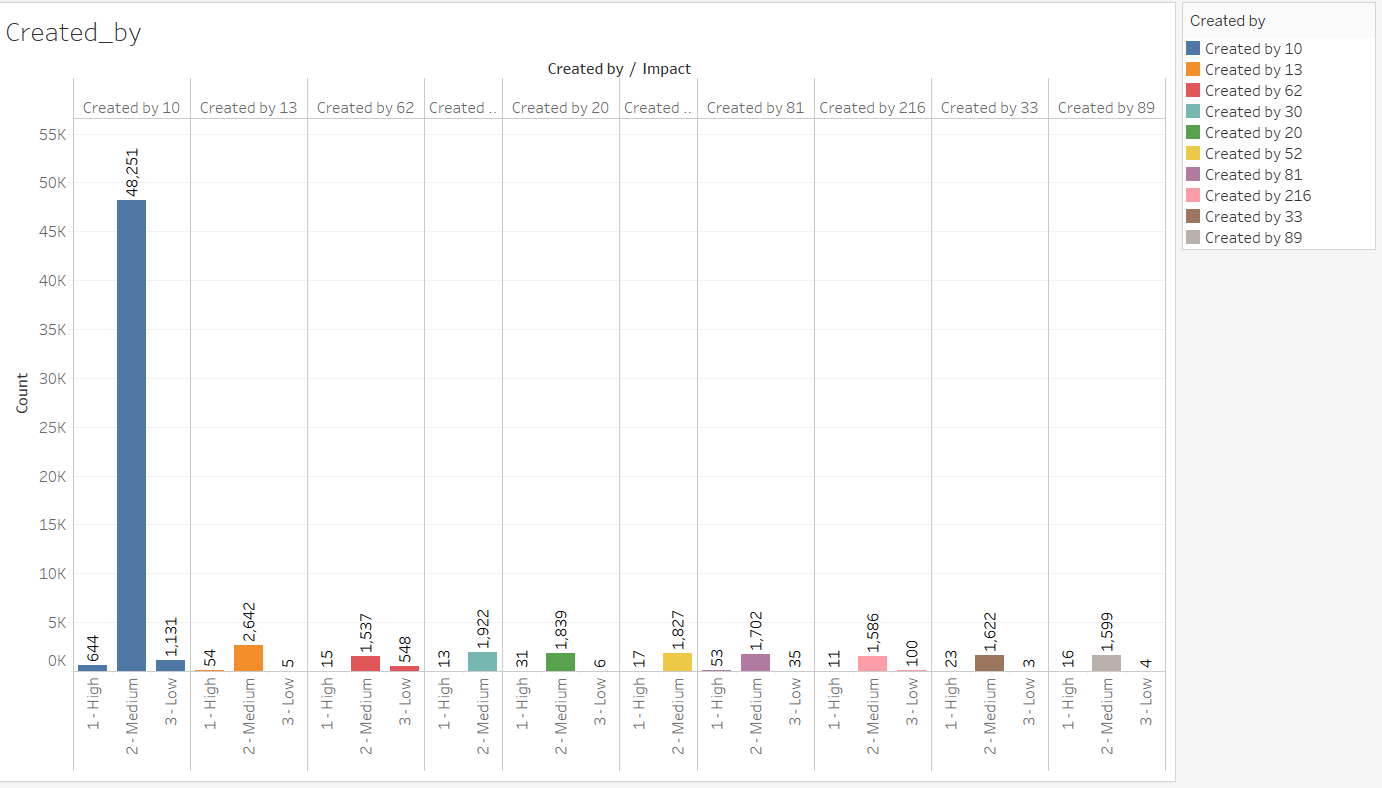 Created_by
Created by / Impact
Created by 10 Created by 13 Created by 62 Created .. Created by 20 Created .. Created by 81 Created by 216 Created by 33 Created by 89
55K
50K
45K
40K
35K
30K
25K
20K
15K
10K
5K
0K
Count
644 48,251 1,131 54 2,642 5 15 1,537 548 13 1,922 31 1,839 6 17 1,827 53 1,702 35 11 1,586 100 23 1,622 3 16 1,599 4
1 - High 2 - Medium 3 - Low 1 - High 2 - Medium 3 - Low 1 - High 2 - Medium 3 - Low 1 - High 2 - Medium 1 - High 2 - Medium 3 - Low 1 - High 2 - Medium 1 - High 2 - Medium 3 - Low 1 - High 2 - Medium 3 - Low 1 - High 2 - Medium 3 - Low 1 - High 2 - Medium 3 - Low
Created by
Created by 10
Created by 13
Created by 62
Created by 30
Created by 20
Created by 52
Created by 81
Created by 216
Created by 33
Created by 89